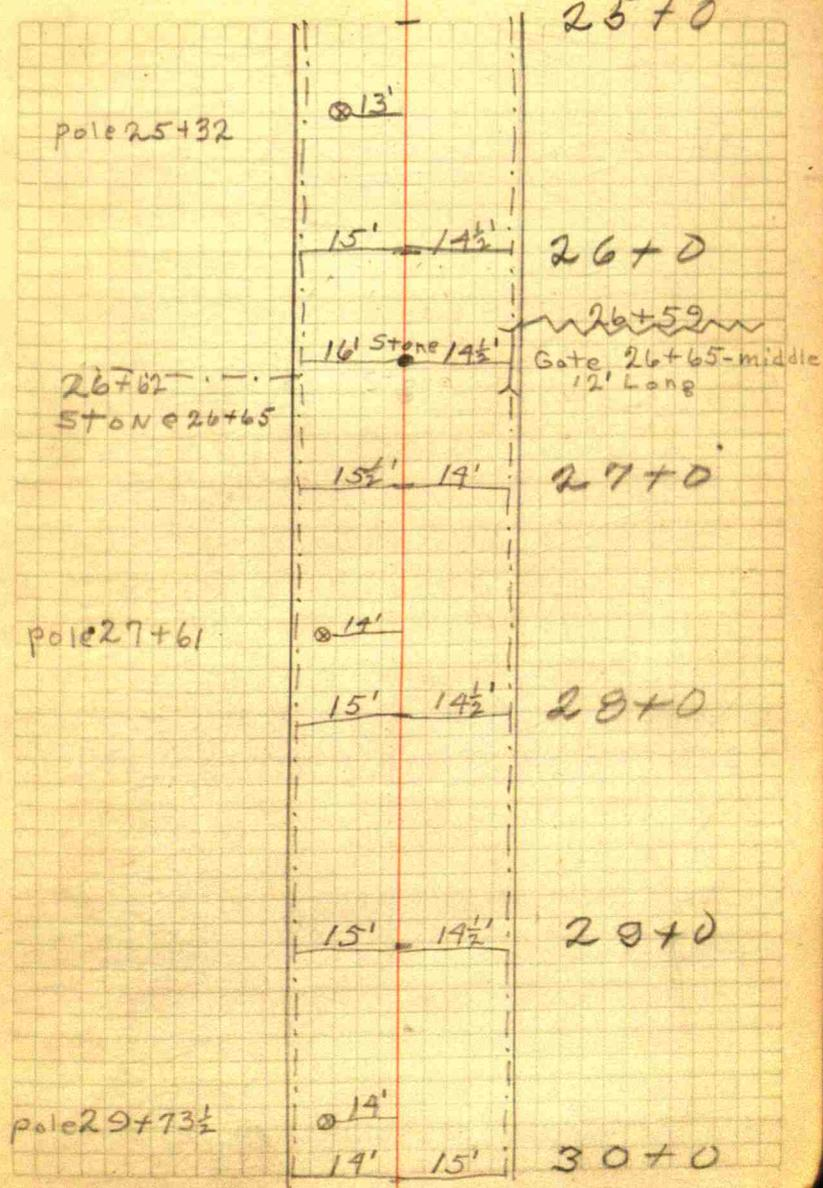 25+0
13'
pole 25+32
15' 14½' 26+0
26+59
16' Stone 14½' Gate 26+65-middle
12' Long
26+62
STONE 26+65
15½' 14' 27+0
pole 27+61 14'
15' 14½' 28+0
15' 14½' 29+0
14'
pole 29+73½
14' 15' 30+0